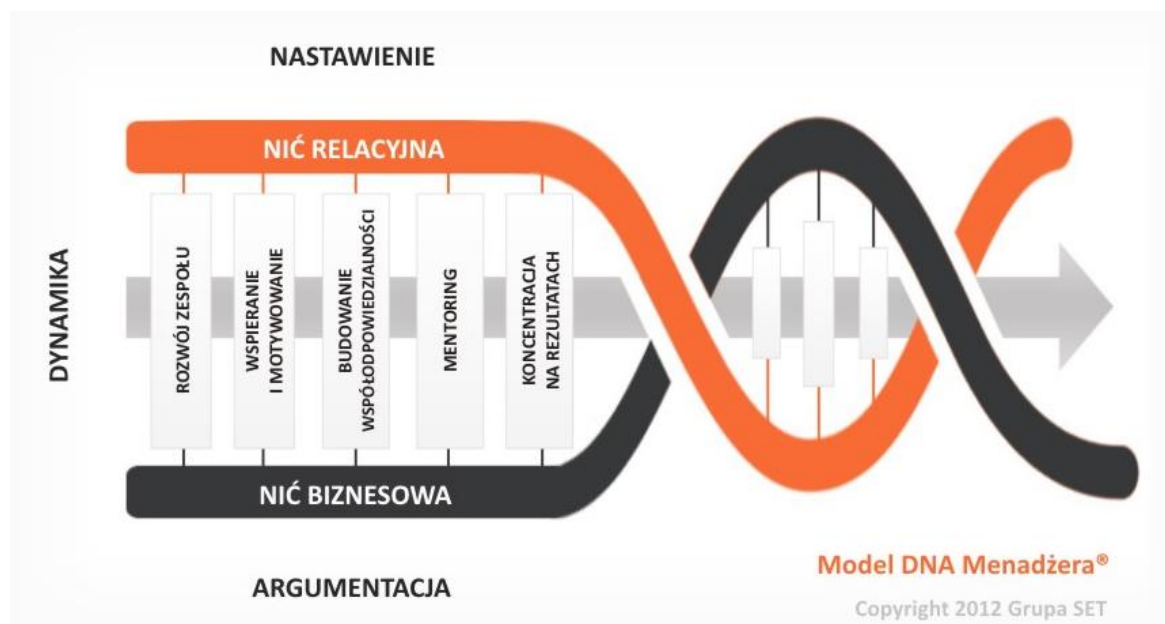 NASTAWIENIE
NIĆ RELACYJNA
DYNAMIKA
ROZWÓJ ZESPOŁU
WSPIERANIE
I MOTYWOWANIE
BUDOWANIE
WSPÓŁODPOWIEDZIALNOŚCI
MENTORING
KONCENTRACJA
NA REZULTATACH
NIĆ BIZNESOWA
ARGUMENTACJA
Model DNA Menadżera®
Copyright 2012 Grupa SET